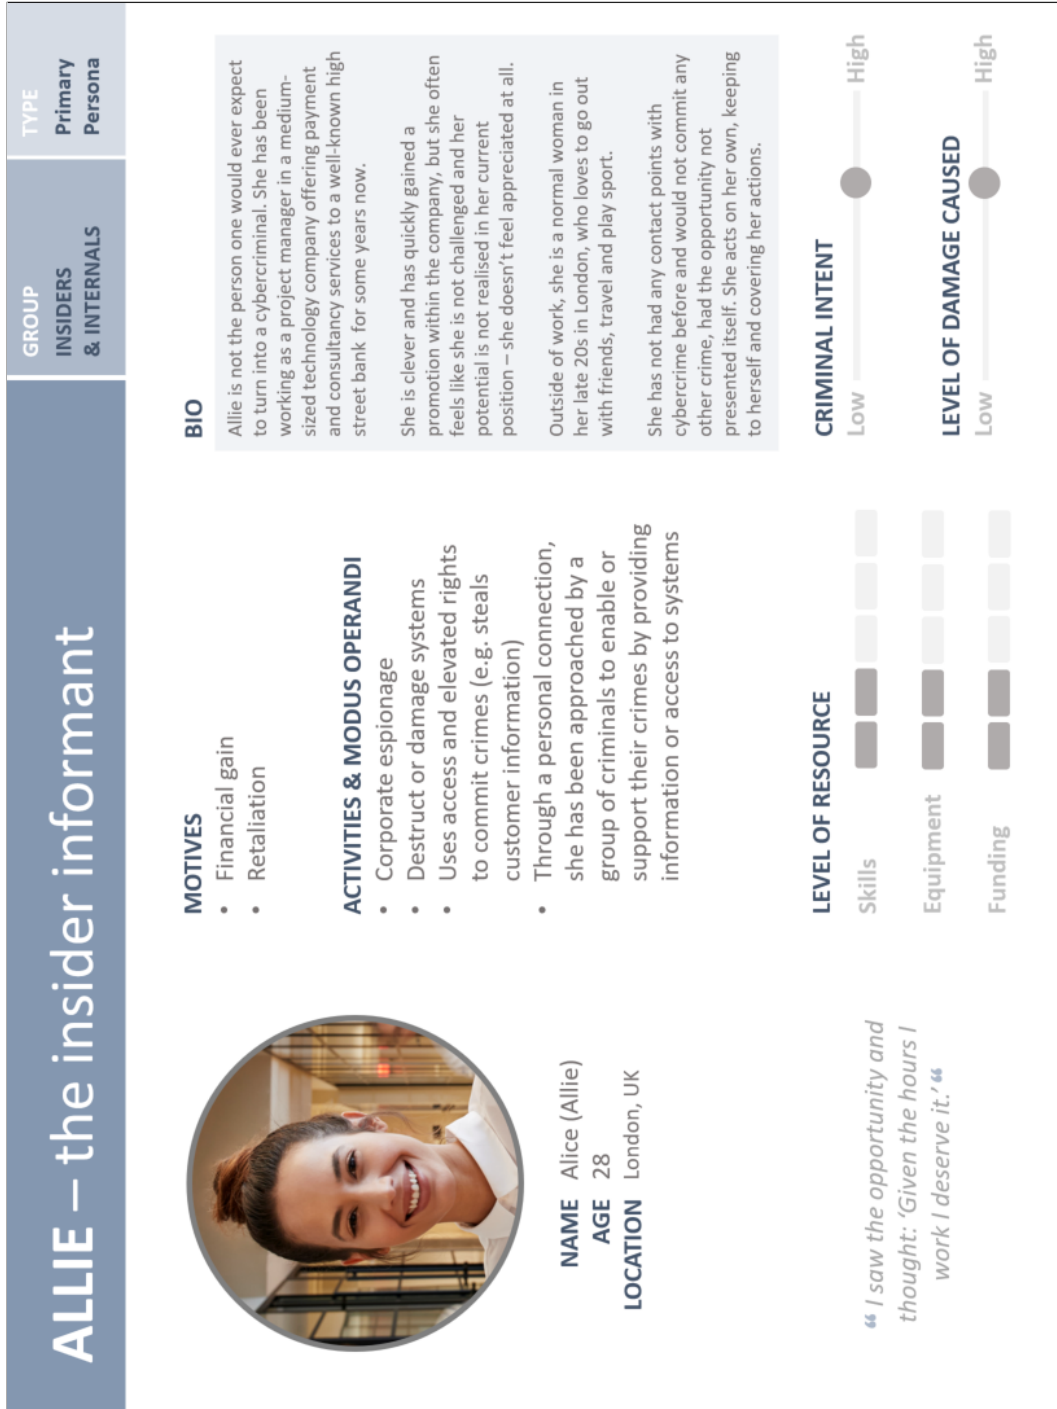 ALLIE – the insider informant
GROUP
INSIDERS
& INTERNALS
TYPE
Primary
Persona
NAME Alice (Allie)
AGE 28
LOCATION London, UK
“ I saw the opportunity and
thought: ‘Given the hours I
work I deserve it.’ “
MOTIVES
• Financial gain
• Retaliation
ACTIVITIES & MODUS OPERANDI
• Corporate espionage
• Destruct or damage systems
• Uses access and elevated rights
to commit crimes (e.g. steals
customer information)
• Through a personal connection,
she has been approached by a
group of criminals to enable or
support their crimes by providing
information or access to systems
LEVEL OF RESOURCE
Skills
Equipment
Funding
BIO
Allie is not the person one would ever expect
to turn into a cybercriminal. She has been
working as a project manager in a medium-
sized technology company offering payment
and consultancy services to a well-known high
street bank for some years now.
She is clever and has quickly gained a
promotion within the company, but she often
feels like she is not challenged and her
potential is not realised in her current
position – she doesn’t feel appreciated at all.
Outside of work, she is a normal woman in
her late 20s in London, who loves to go out
with friends, travel and play sport.
She has not had any contact points with
cybercrime before and would not commit any
other crime, had the opportunity not
presented itself. She acts on her own, keeping
to herself and covering her actions.
CRIMINAL INTENT
Low High
LEVEL OF DAMAGE CAUSED
Low High